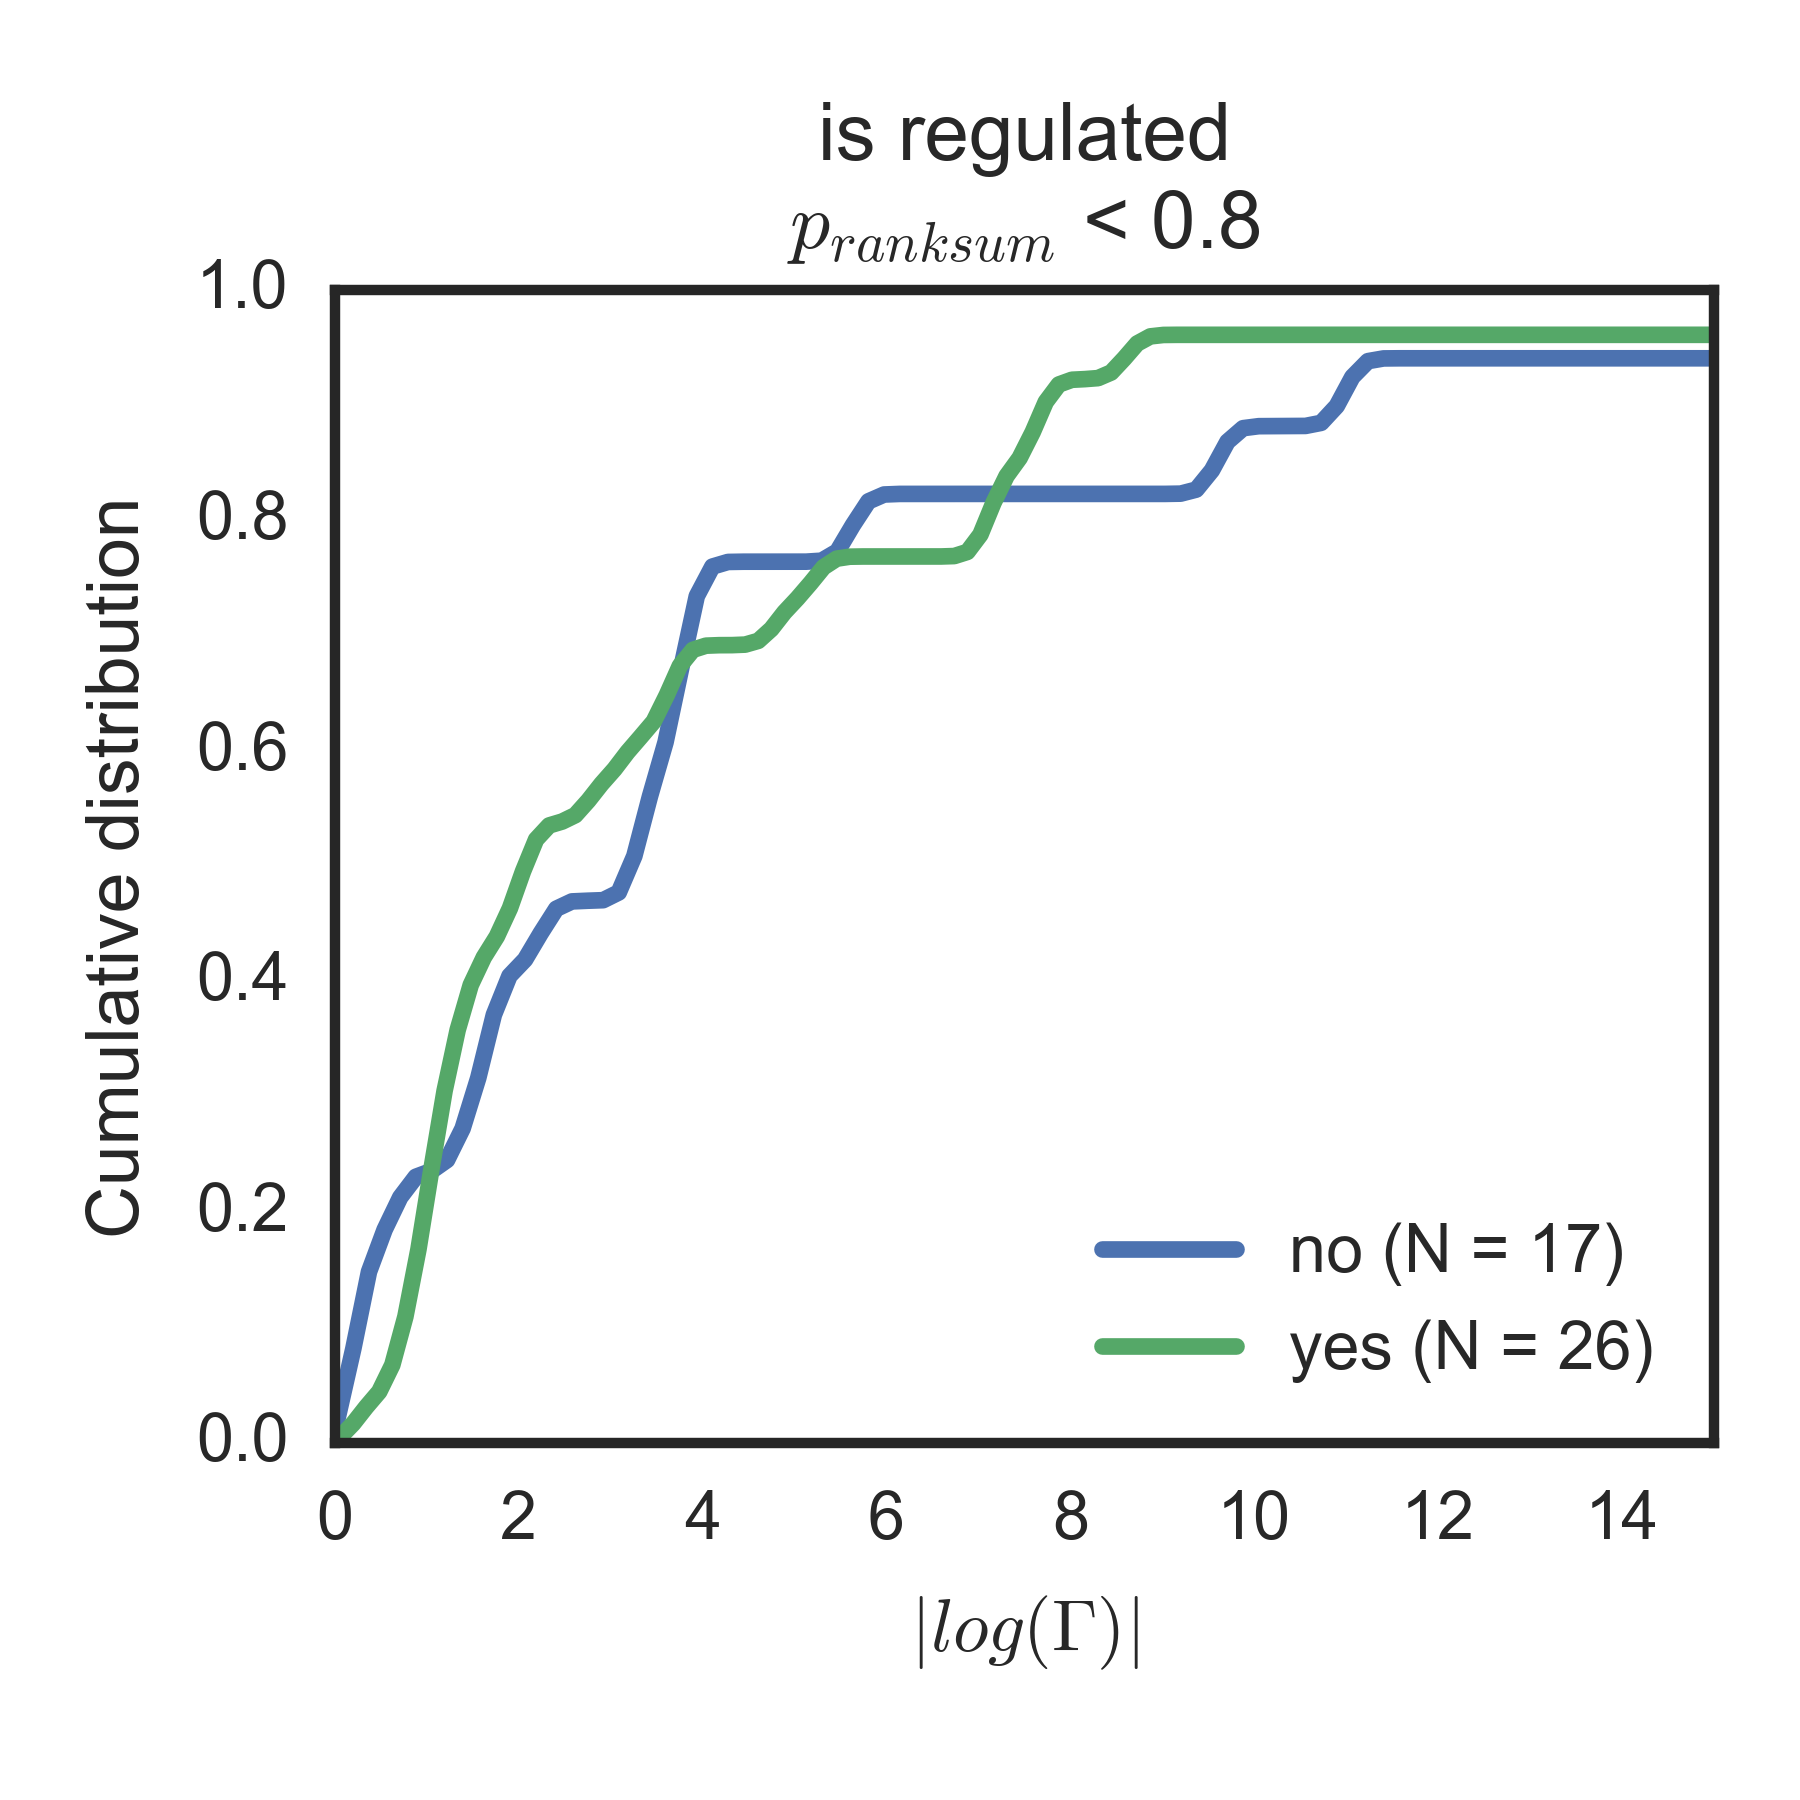 is regulated
p_ranksum < 0.8
1.0
0.8
0.6
0.4
0.2
0.0
Cumulative distribution
no (N = 17)
yes (N = 26)
0 2 4 6 8 10 12 14
|log(Γ)|